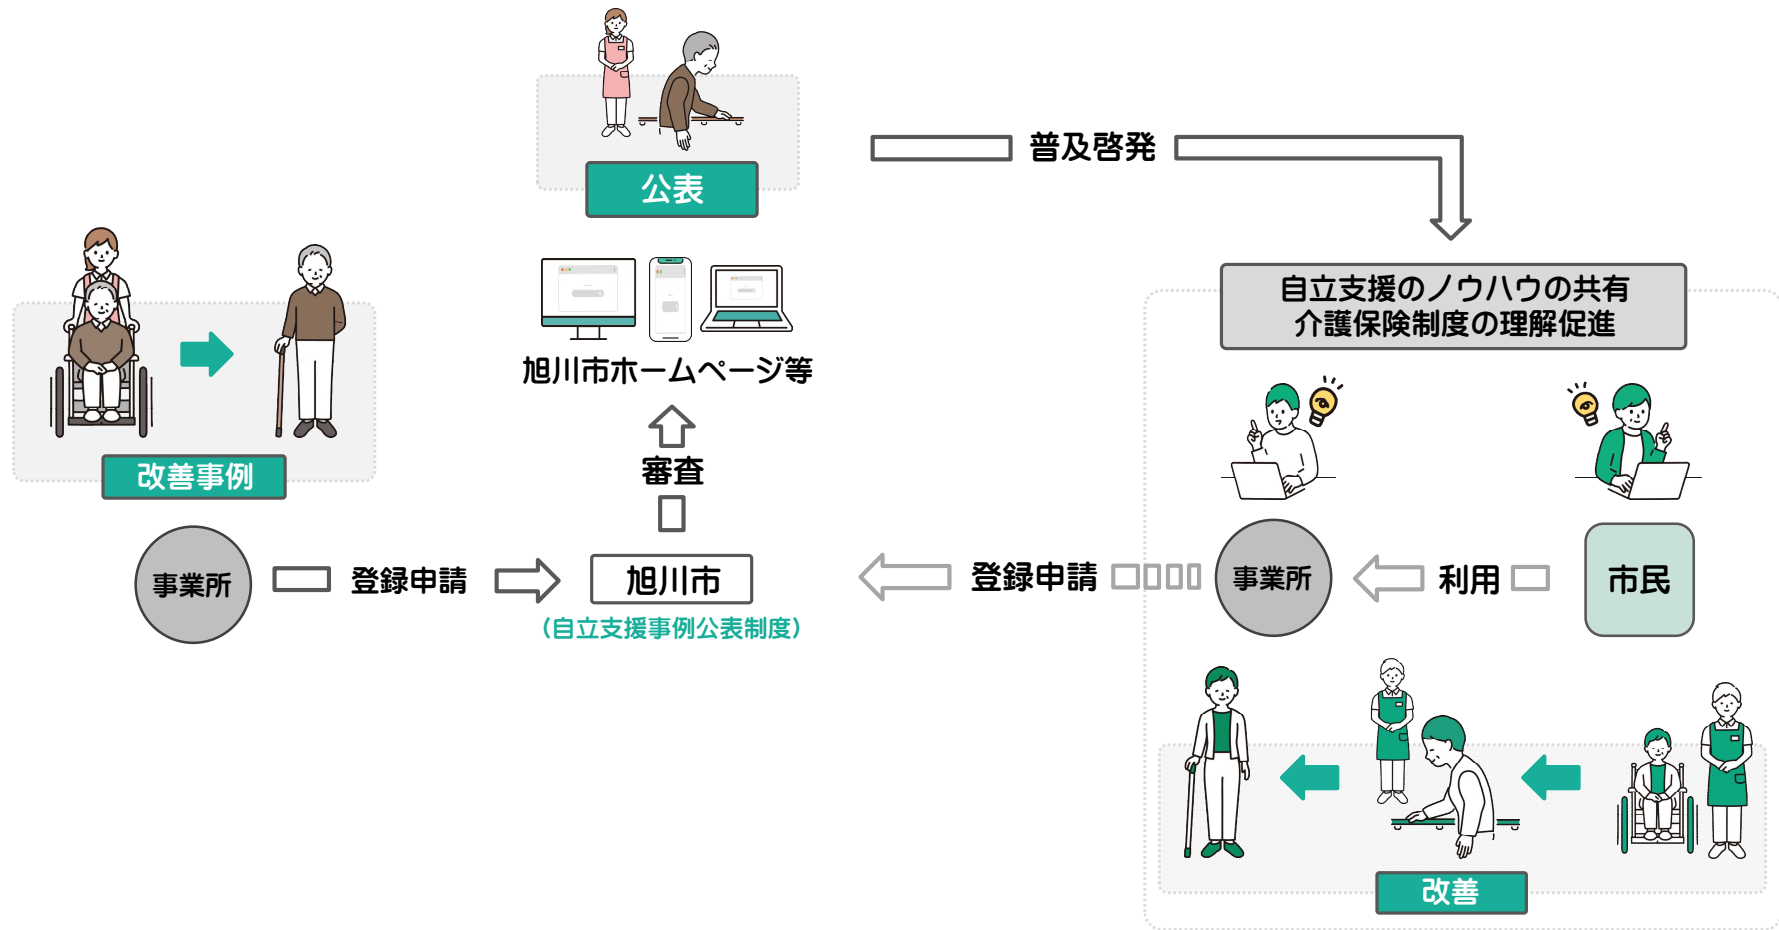 公表
普及啓発
自立支援のノウハウの共有
介護保険制度の理解促進
旭川市ホームページ等
改善事例
審査
事業所
登録申請
旭川市
（自立支援事例公表制度）
登録申請
事業所
利用
市民
改善